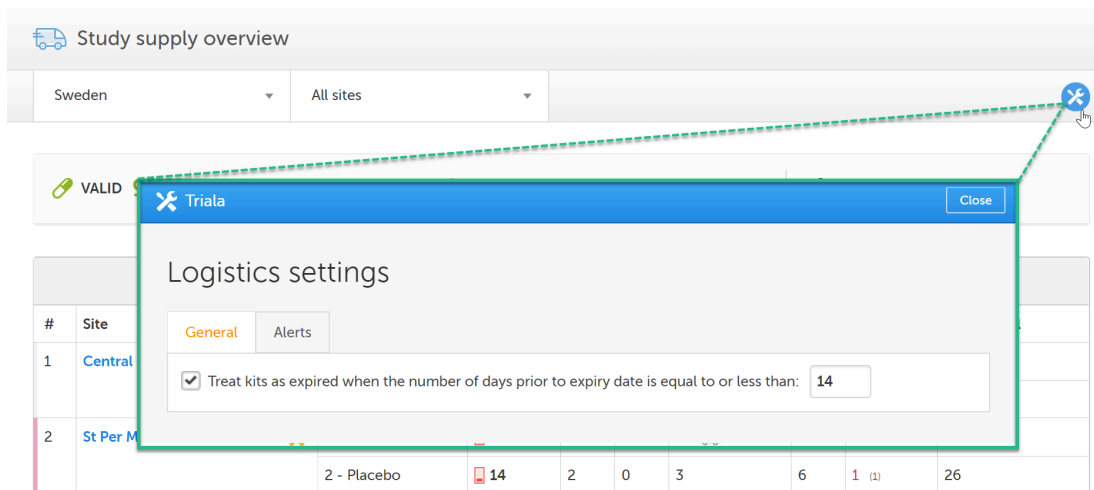 Study supply overview
Sweden All sites
VALID
Triala Close
Logistics settings
General Alerts
Treat kits as expired when the number of days prior to expiry date is equal to or less than: 14
# Site
1 Central
2 St Per M
2 - Placebo 14 2 0 3 6 1 (1) 26